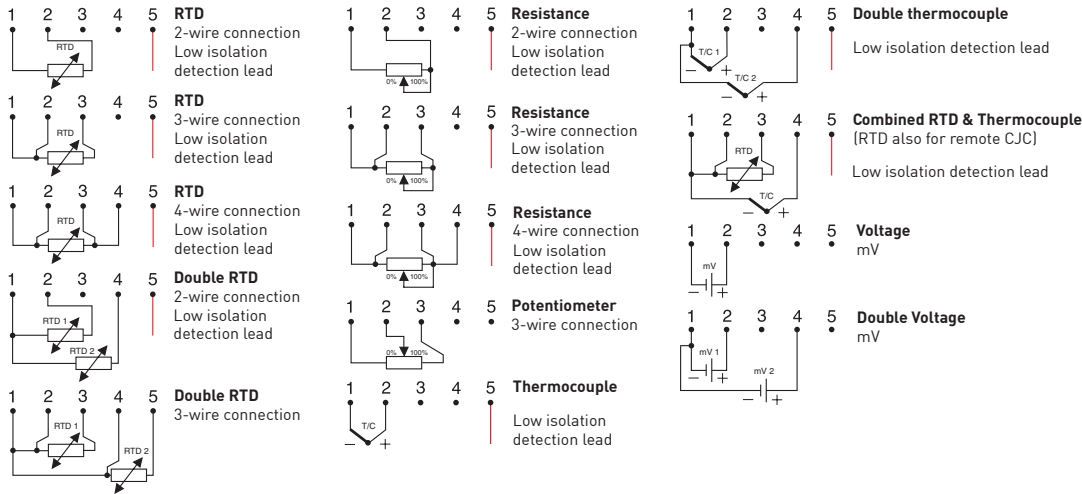 1 2 3 4 5 RTD
2-wire connection
Low isolation
detection lead
RTD
1 2 3 4 5 RTD
3-wire connection
Low isolation
detection lead
RTD
1 2 3 4 5 RTD
4-wire connection
Low isolation
detection lead
RTD
1 2 3 4 5 Double RTD
2-wire connection
Low isolation
detection lead
RTD 1
RTD 2
1 2 3 4 5 Double RTD
3-wire connection
RTD 1
RTD 2
1 2 3 4 5 Resistance
2-wire connection
Low isolation
detection lead
0% 100%
1 2 3 4 5 Resistance
3-wire connection
Low isolation
detection lead
0% 100%
1 2 3 4 5 Resistance
4-wire connection
Low isolation
detection lead
0% 100%
1 2 3 4 5 Potentiometer
3-wire connection
0% 100%
1 2 3 4 5 Thermocouple
T/C
– +
Low isolation
detection lead
1 2 3 4 5 Double thermocouple
Low isolation detection lead
T/C 1
– +
T/C 2
– +
1 2 3 4 5 Combined RTD & Thermocouple
(RTD also for remote CJC)
RTD
Low isolation detection lead
T/C
– +
1 2 3 4 5 Voltage
mV
mV
– +
1 2 3 4 5 Double Voltage
mV
mV 1
– +
mV 2
– +